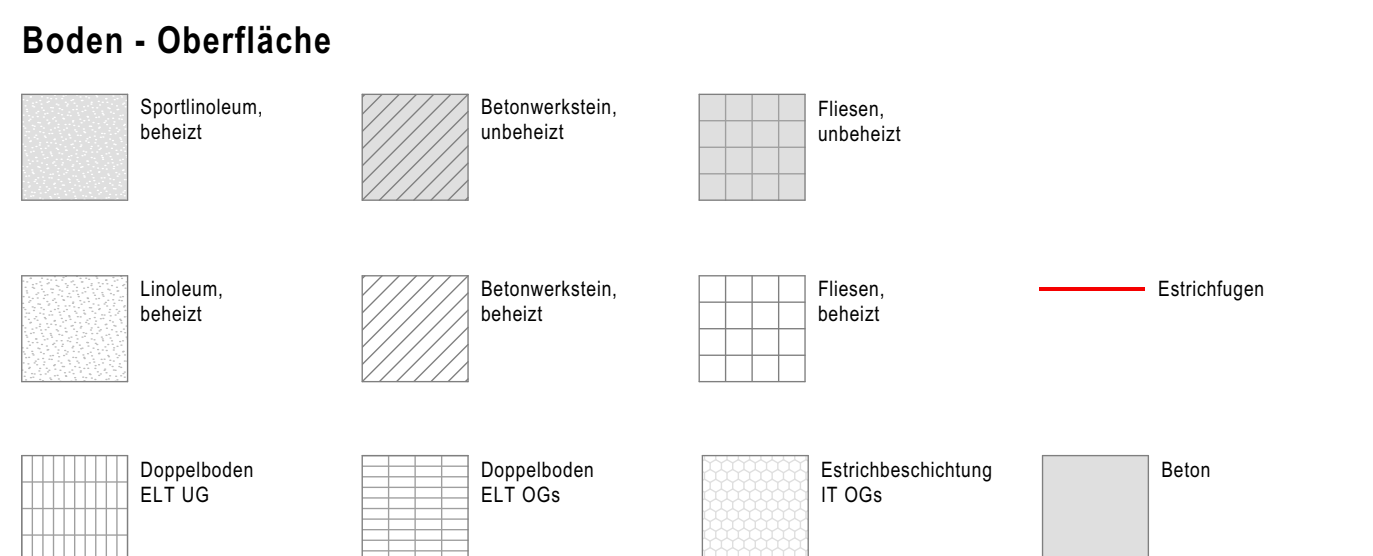 Boden - Oberfläche
Sportlinoleum,
beheizt
Betonwerkstein,
unbeheizt
Fliesen,
unbeheizt
Linoleum,
beheizt
Betonwerkstein,
beheizt
Fliesen,
beheizt
Estrichfugen
Doppelboden
ELT UG
Doppelboden
ELT OGs
Estrichbeschichtung
IT OGs
Beton